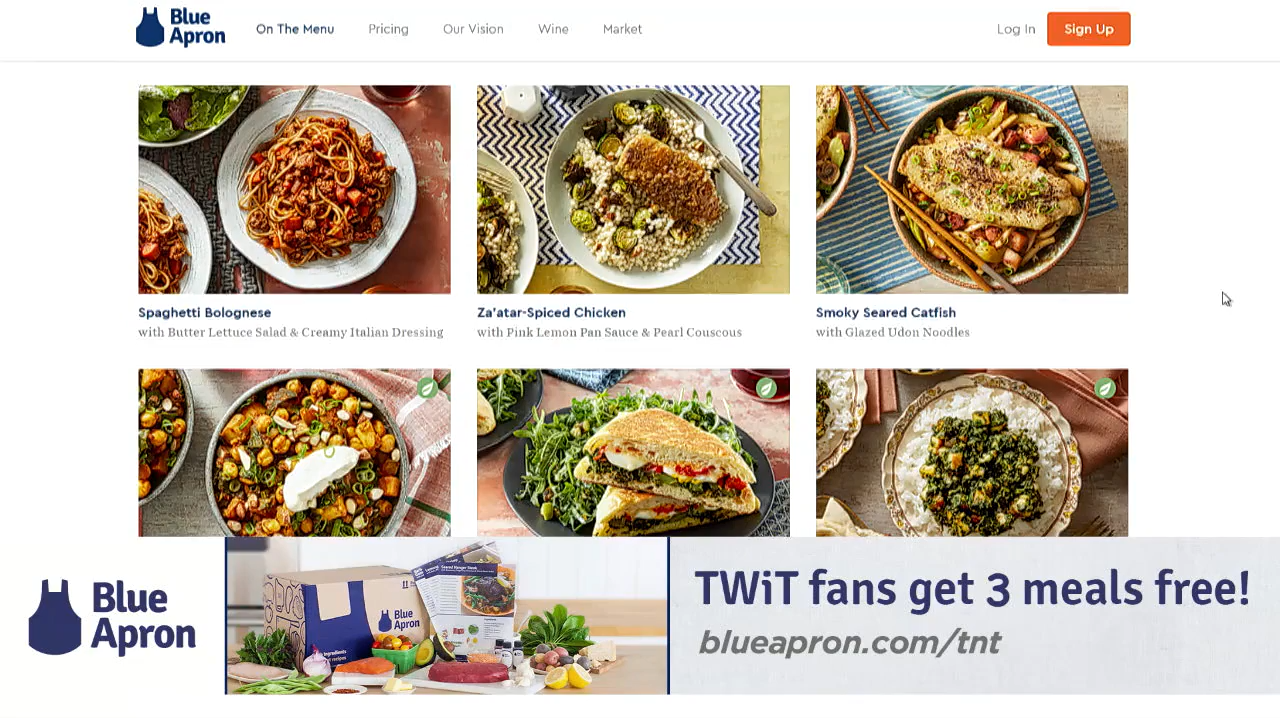 Blue
Apron
On The Menu
Pricing
Our Vision
Wine
Market
Log In
Sign Up
Spaghetti Bolognese
with Butter Lettuce Salad & Creamy Italian Dressing
Za'atar-Spiced Chicken
with Pink Lemon Pan Sauce & Pearl Couscous
Smoky Seared Catfish
with Glazed Udon Noodles
Blue
Apron
Blue
Apron
TWiT fans get 3 meals free!
blueapron.com/tnt